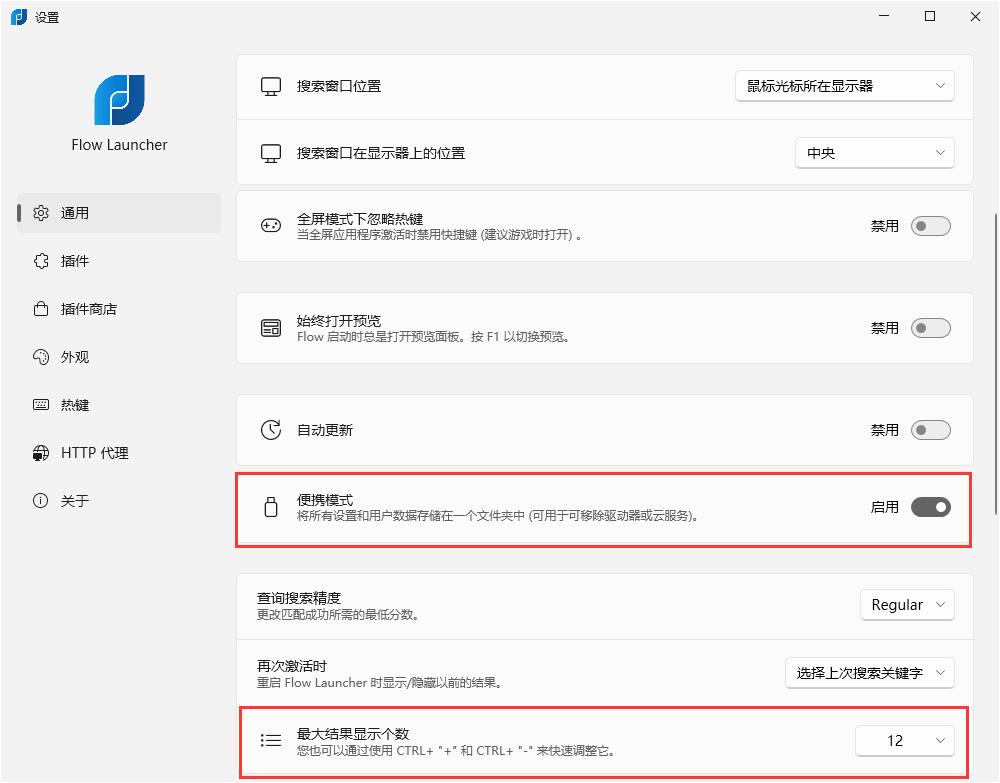 设置
Flow Launcher
通用
插件
插件商店
外观
热键
HTTP 代理
关于
搜索窗口位置
鼠标光标所在显示器
搜索窗口在显示器上的位置
中央
全屏模式下忽略热键
当全屏应用程序激活时禁用快捷键 (建议游戏时打开) 。
禁用
始终打开预览
Flow 启动时总是打开预览面板。按 F1 以切换预览。
禁用
自动更新
禁用
便携模式
将所有设置和用户数据存储在一个文件夹中 (可用于可移除驱动器或云服务)。
启用
查询搜索精度
更改匹配成功所需的最低分数。
Regular
再次激活时
重启 Flow Launcher 时显示/隐藏以前的结果。
选择上次搜索关键字
最大结果显示个数
您也可以通过使用 CTRL+ "+" 和 CTRL+ "-" 来快速调整它。
12